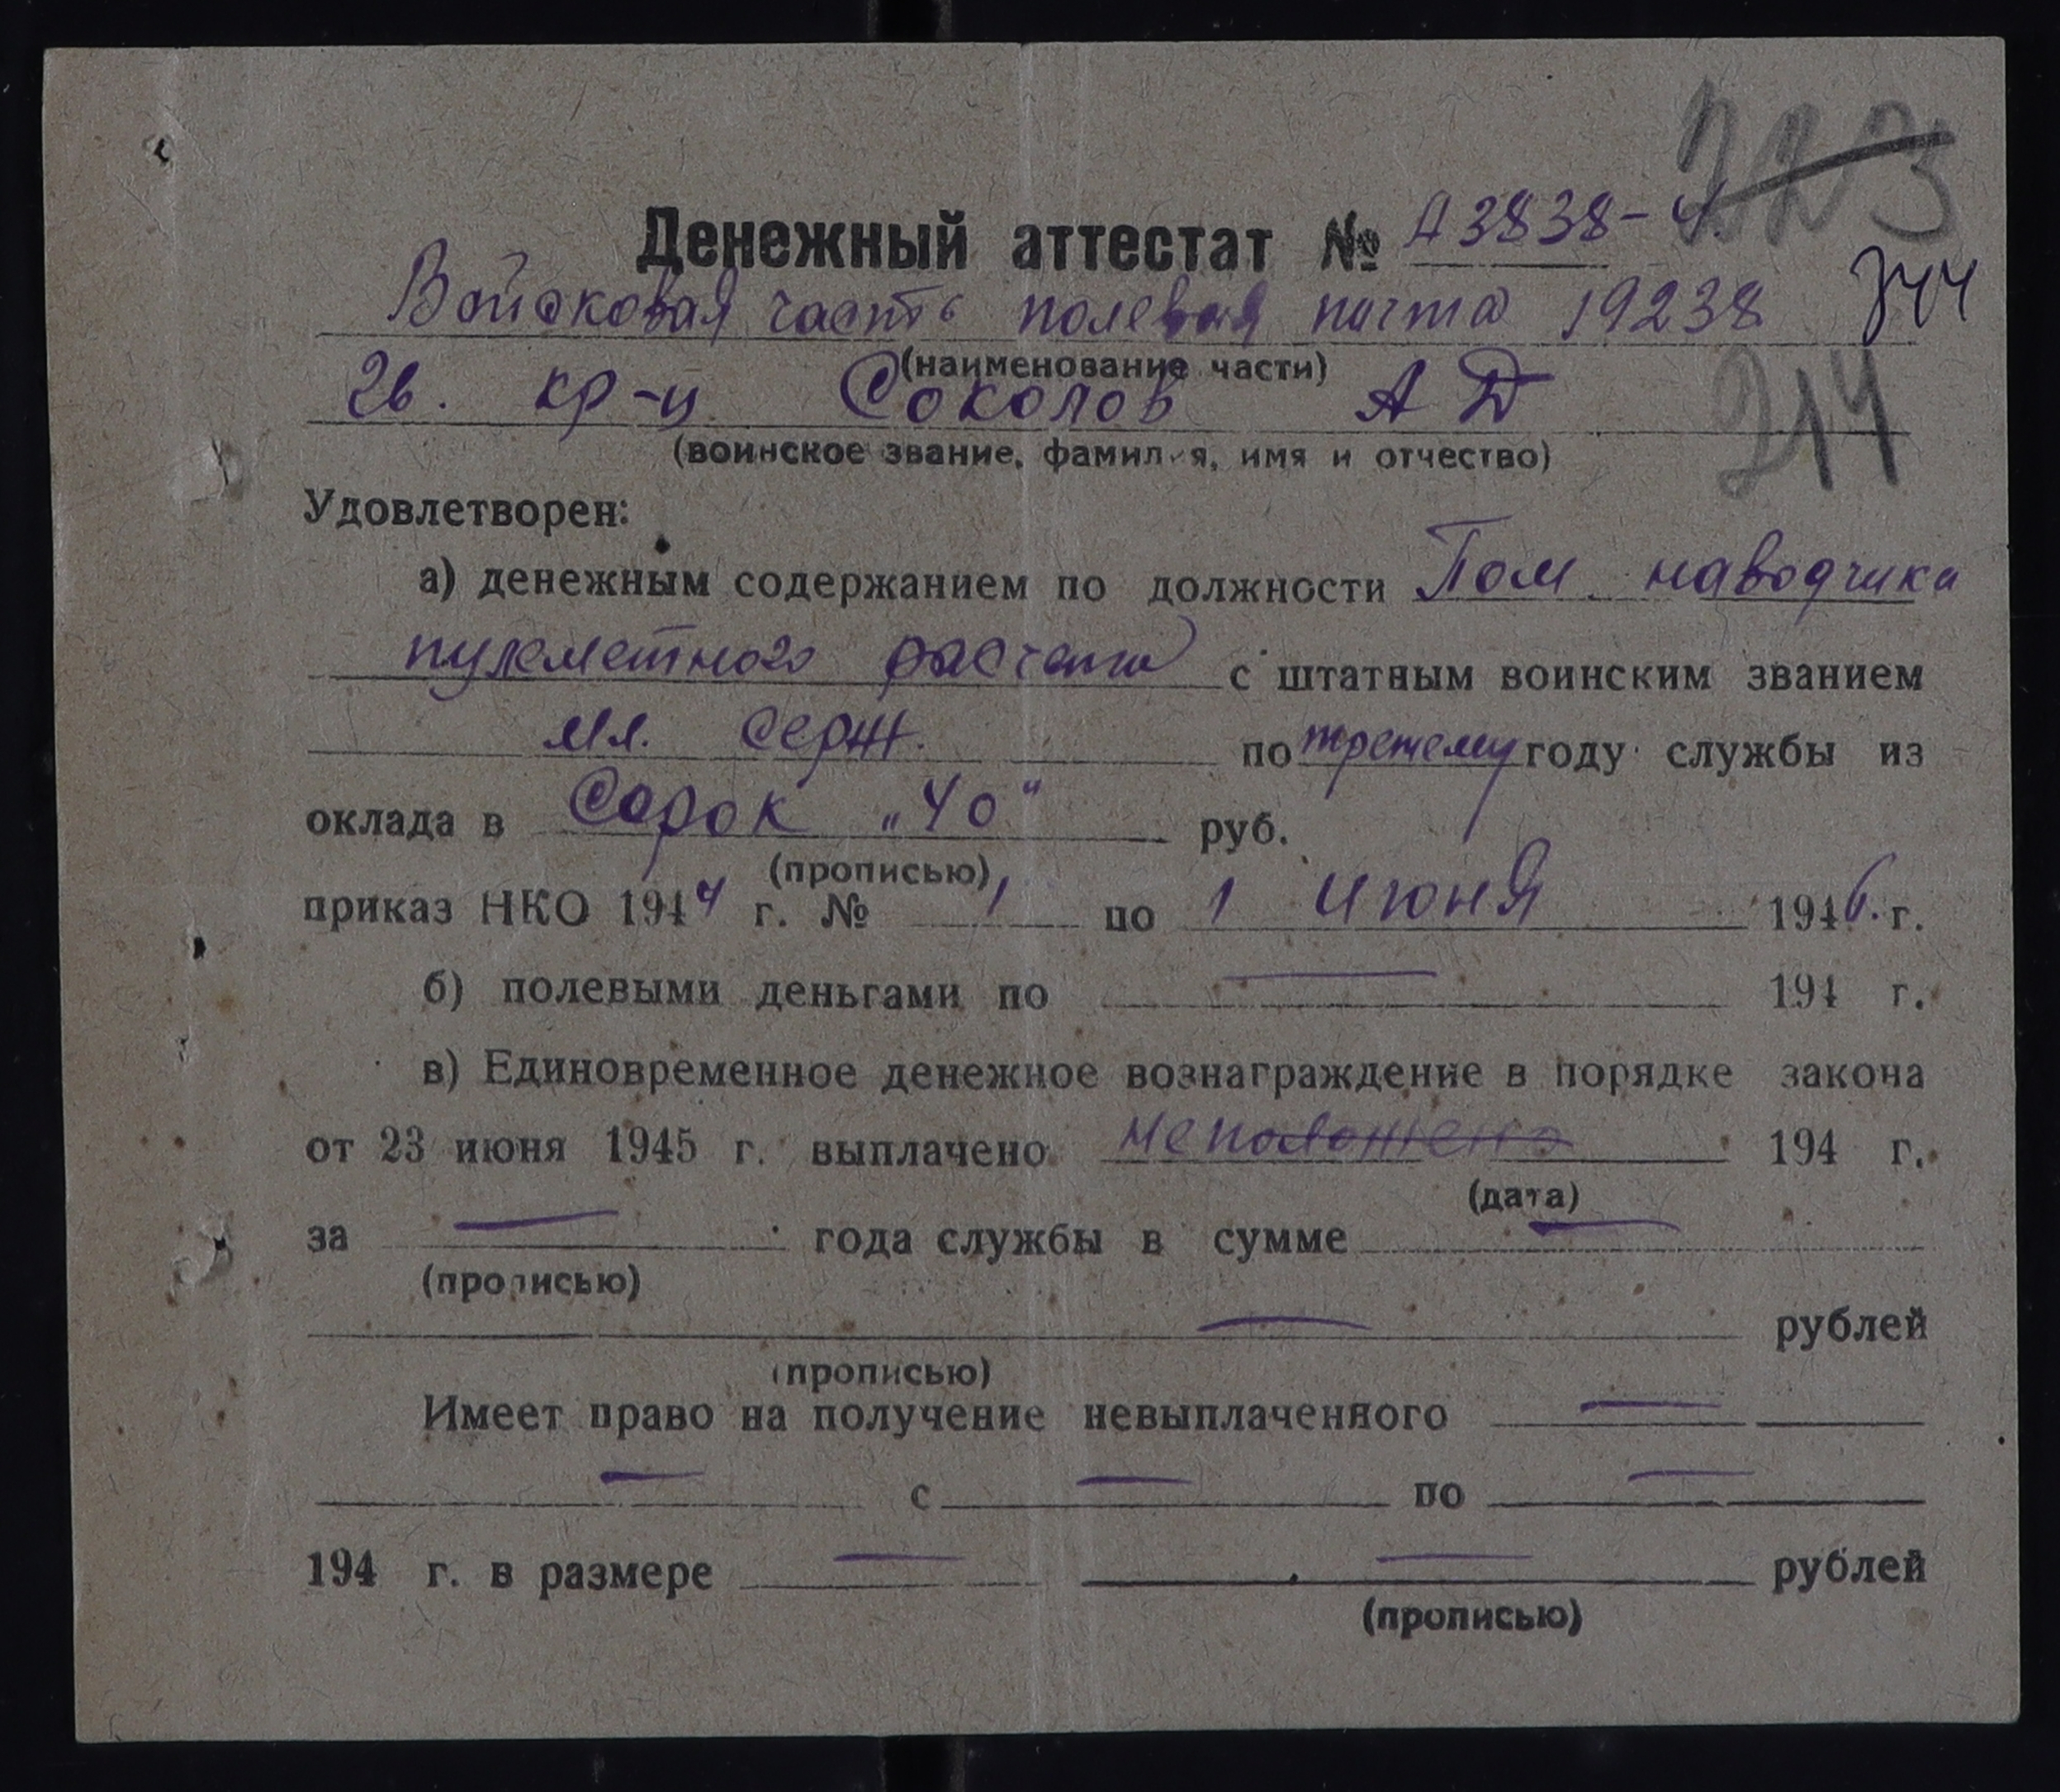 223
Денежный аттестат № А3838-ч.
Войсковая часть полевая почта 19238 344
(наименование части)
Гв. кр-ц Соколов А Д
214
(воинское звание, фамилия, имя и отчество)
Удовлетворен:
а) денежным содержанием по должности Пом наводчика
пулеметного расчета с штатным воинским званием
Мл. серж. по третему году службы из
оклада в Сорок „40“ руб.
(прописью)
приказ НКО 1944 г. № 1 по 1 июня 1946. г.
б) полевыми деньгами по — 194 г.
в) Единовременное денежное вознаграждение в порядке закона
от 23 июня 1945 г. выплачено неположено 194 г.
(дата)
за — года службы в сумме —
(прописью)
— рублей
(прописью)
Имеет право на получение невыплаченного —
— с — по —
194 г. в размере — — рублей
(прописью)